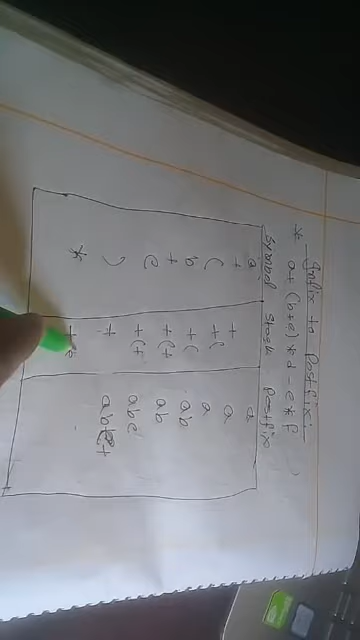 Infix to Postfix:
* a+(b+c)*d-e*f
Symbol Stack Postfix
a a
+ + a
( +( a
b +( ab
+ +(+ ab
c +(+ abc
) + abc+
* +*